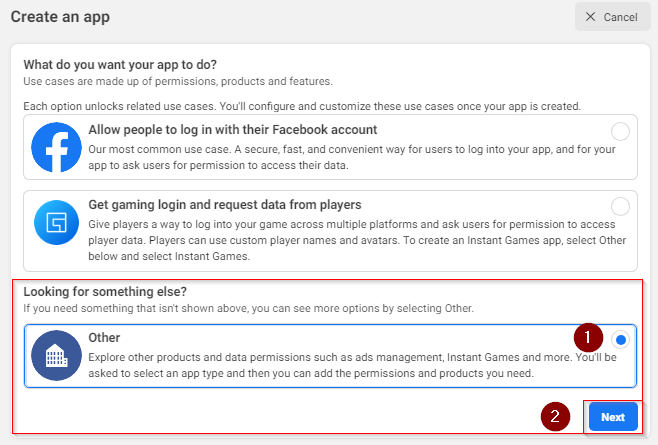 Create an app
Cancel
What do you want your app to do?
Use cases are made up of permissions, products and features.
Each option unlocks related use cases. You'll configure and customize these use cases once your app is created.
Allow people to log in with their Facebook account
Our most common use case. A secure, fast, and convenient way for users to log into your app, and for your
app to ask users for permission to access their data.
Get gaming login and request data from players
Give players a way to log into your game across multiple platforms and ask users for permission to access
player data. Players can use custom player names and avatars. To create an Instant Games app, select Other
below and select Instant Games.
Looking for something else?
If you need something that isn't shown above, you can see more options by selecting Other.
Other
1
Explore other products and data permissions such as ads management, Instant Games and more. You'll be
asked to select an app type and then you can add the permissions and products you need.
2
Next